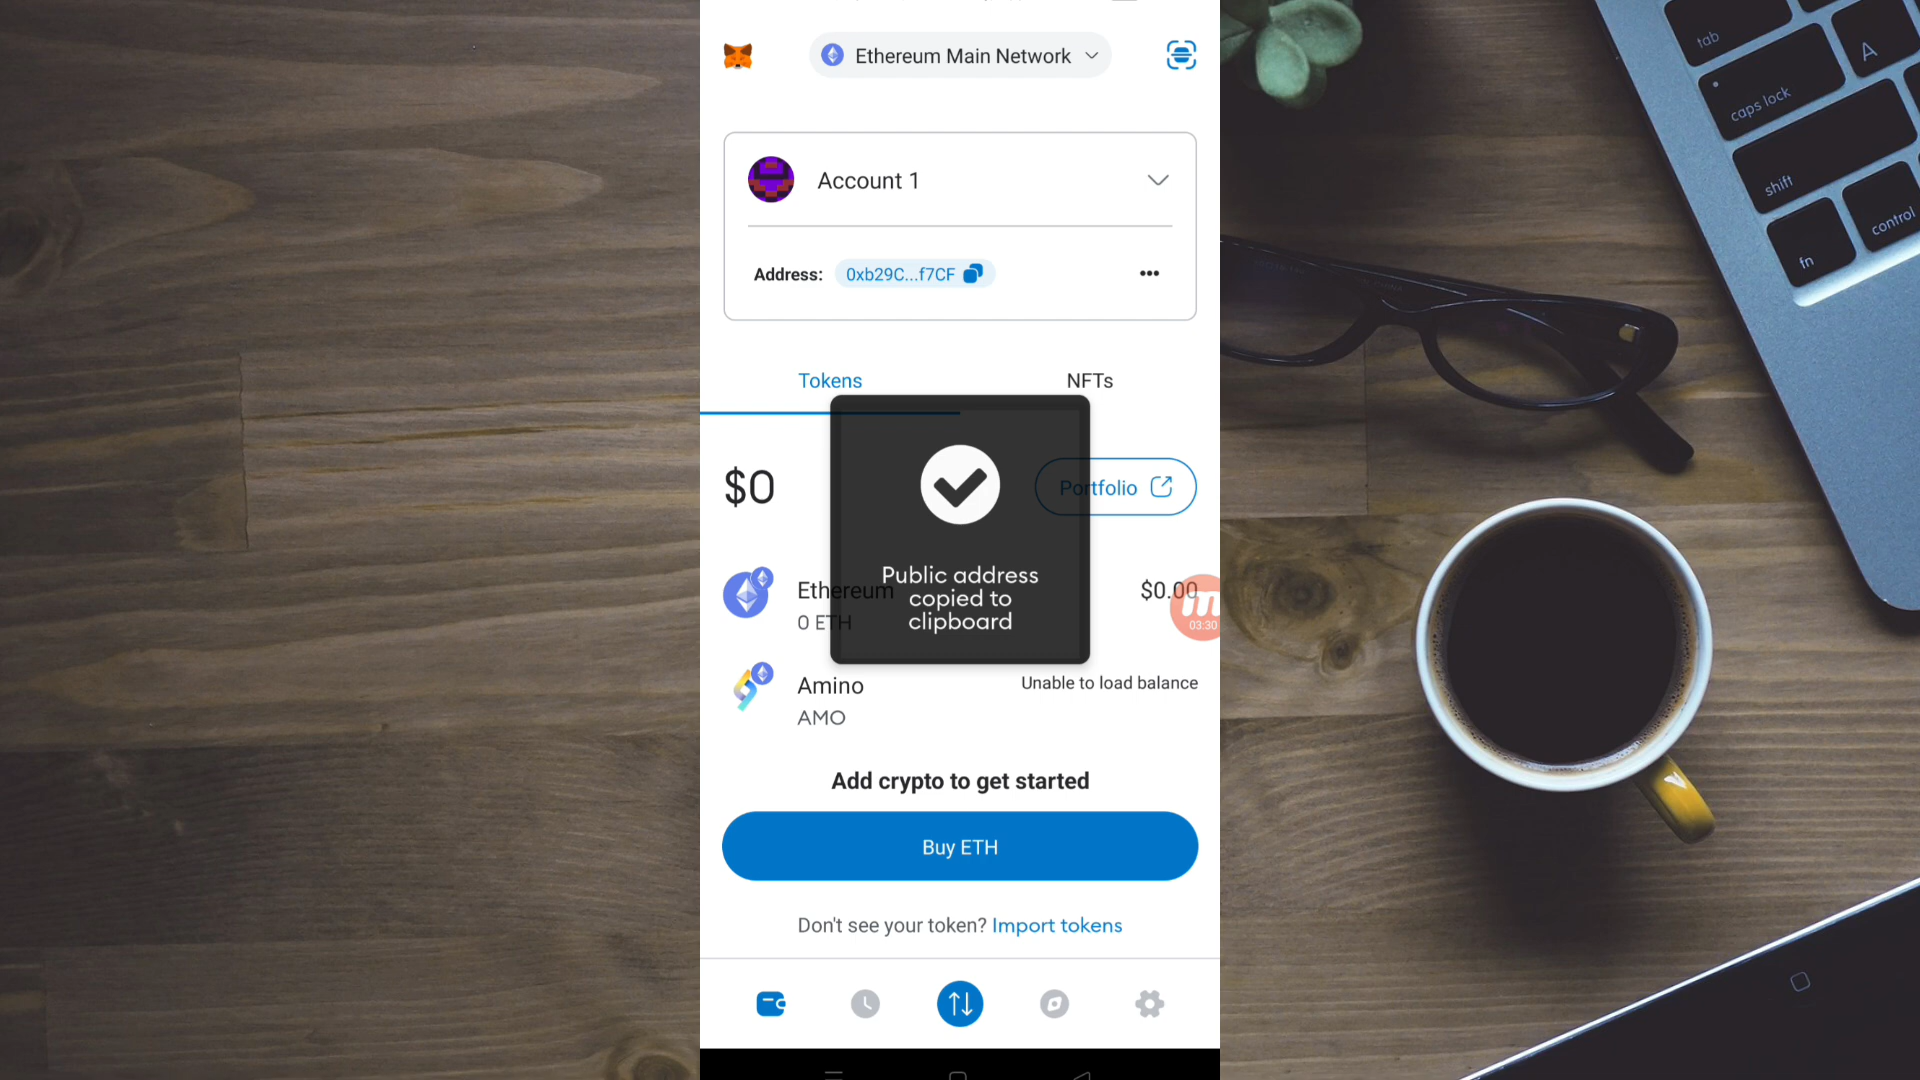 Ethereum Main Network
Account 1
Address: 0xb29C...f7CF
Tokens
NFTs
$0
Portfolio
Public address
copied to
clipboard
Ethereum
$0.00
0 ETH
m
03:30
Amino
Unable to load balance
AMO
Add crypto to get started
Buy ETH
Don't see your token? Import tokens
tab
A
caps lock
shift
control
fn